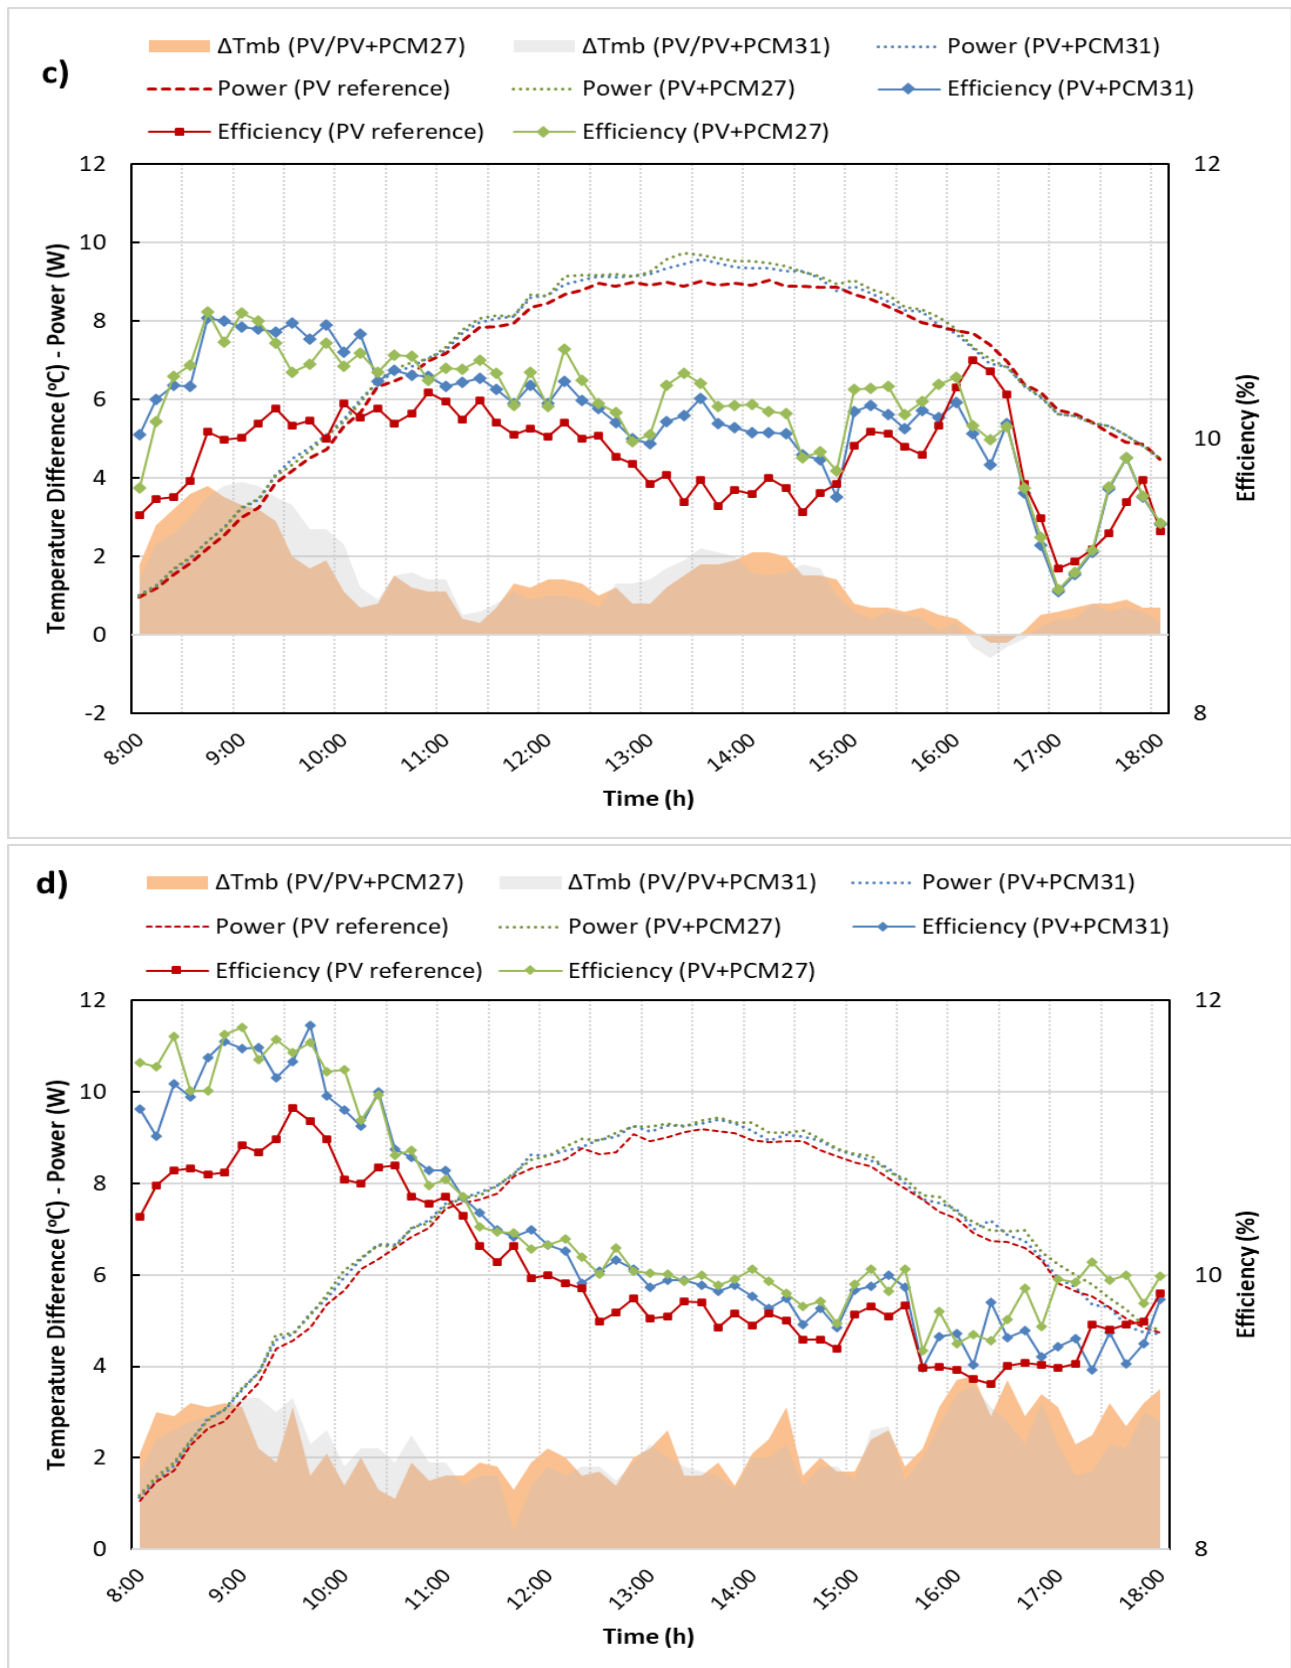 c)
ΔTmb (PV/PV+PCM27) ΔTmb (PV/PV+PCM31) Power (PV+PCM31)
Power (PV reference) Power (PV+PCM27) Efficiency (PV+PCM31)
Efficiency (PV reference) Efficiency (PV+PCM27)
Temperature Difference (ºC) - Power (W)
12
10
8
6
4
2
0
-2
12
10
8
Efficiency (%)
8:00 9:00 10:00 11:00 12:00 13:00 14:00 15:00 16:00 17:00 18:00
Time (h)
d)
ΔTmb (PV/PV+PCM27) ΔTmb (PV/PV+PCM31) Power (PV+PCM31)
Power (PV reference) Power (PV+PCM27) Efficiency (PV+PCM31)
Efficiency (PV reference) Efficiency (PV+PCM27)
Temperature Difference (ºC) - Power (W)
12
10
8
6
4
2
0
12
10
8
Efficiency (%)
8:00 9:00 10:00 11:00 12:00 13:00 14:00 15:00 16:00 17:00 18:00
Time (h)